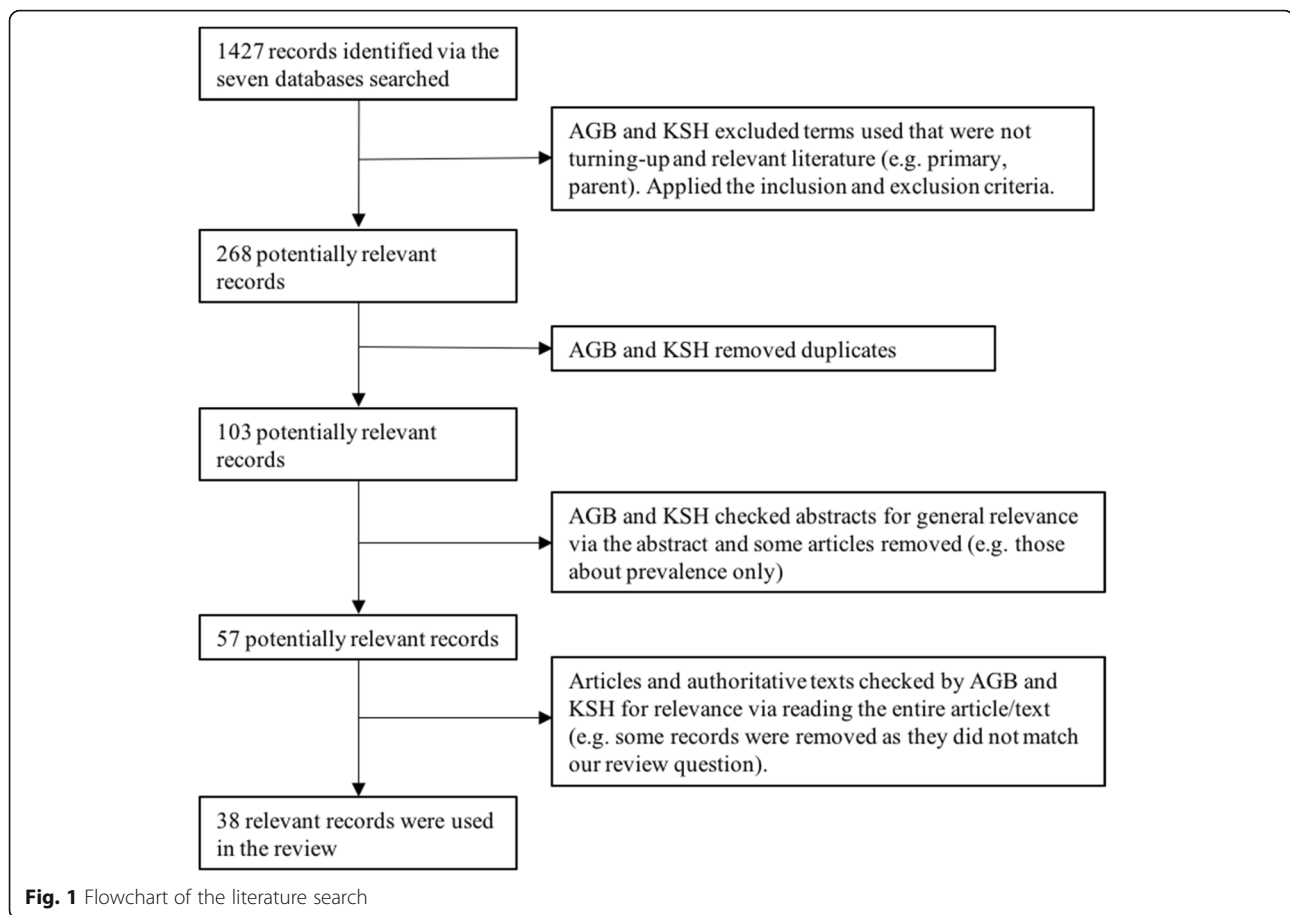 1427 records identified via the
seven databases searched
AGB and KSH excluded terms used that were not
turning-up and relevant literature (e.g. primary,
parent). Applied the inclusion and exclusion criteria.
268 potentially relevant
records
AGB and KSH removed duplicates
103 potentially relevant
records
AGB and KSH checked abstracts for general relevance
via the abstract and some articles removed (e.g. those
about prevalence only)
57 potentially relevant records
Articles and authoritative texts checked by AGB and
KSH for relevance via reading the entire article/text
(e.g. some records were removed as they did not match
our review question).
38 relevant records were used
in the review
Fig. 1 Flowchart of the literature search